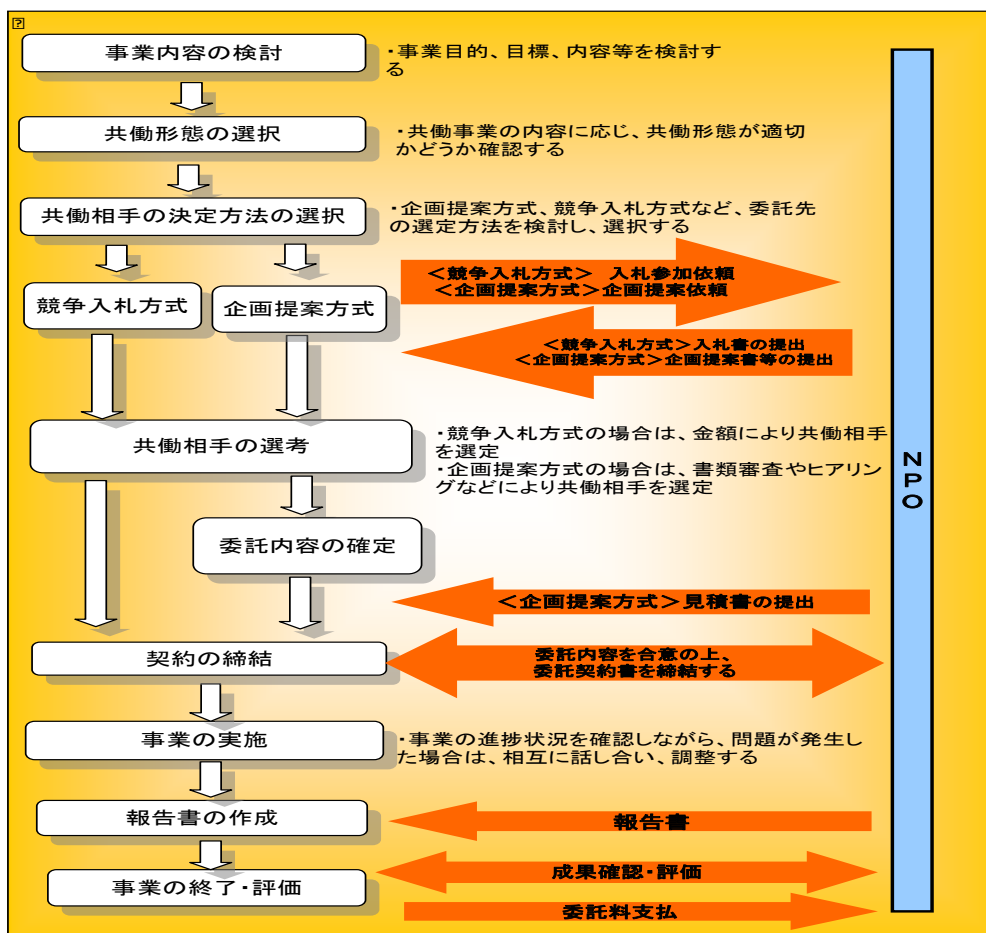 事業内容の検討
・事業目的、目標、内容等を検討す
る
共働形態の選択
・共働事業の内容に応じ、共働形態が適切
かどうか確認する
共働相手の決定方法の選択
・企画提案方式、競争入札方式など、委託先
の選定方法を検討し、選択する
＜競争入札方式＞　入札参加依頼
＜企画提案方式＞企画提案依頼
競争入札方式
企画提案方式
＜競争入札方式＞入札書の提出
＜企画提案方式＞企画提案書等の提出
共働相手の選考
・競争入札方式の場合は、金額により共働相手
を選定
・企画提案方式の場合は、書類審査やヒアリン
グなどにより共働相手を選定
NPO
委託内容の確定
＜企画提案方式＞見積書の提出
契約の締結
委託内容を合意の上、
委託契約書を締結する
事業の実施
・事業の進捗状況を確認しながら、問題が発生し
た場合は、相互に話し合い、調整する
報告書の作成
報告書
事業の終了・評価
成果確認・評価
委託料支払